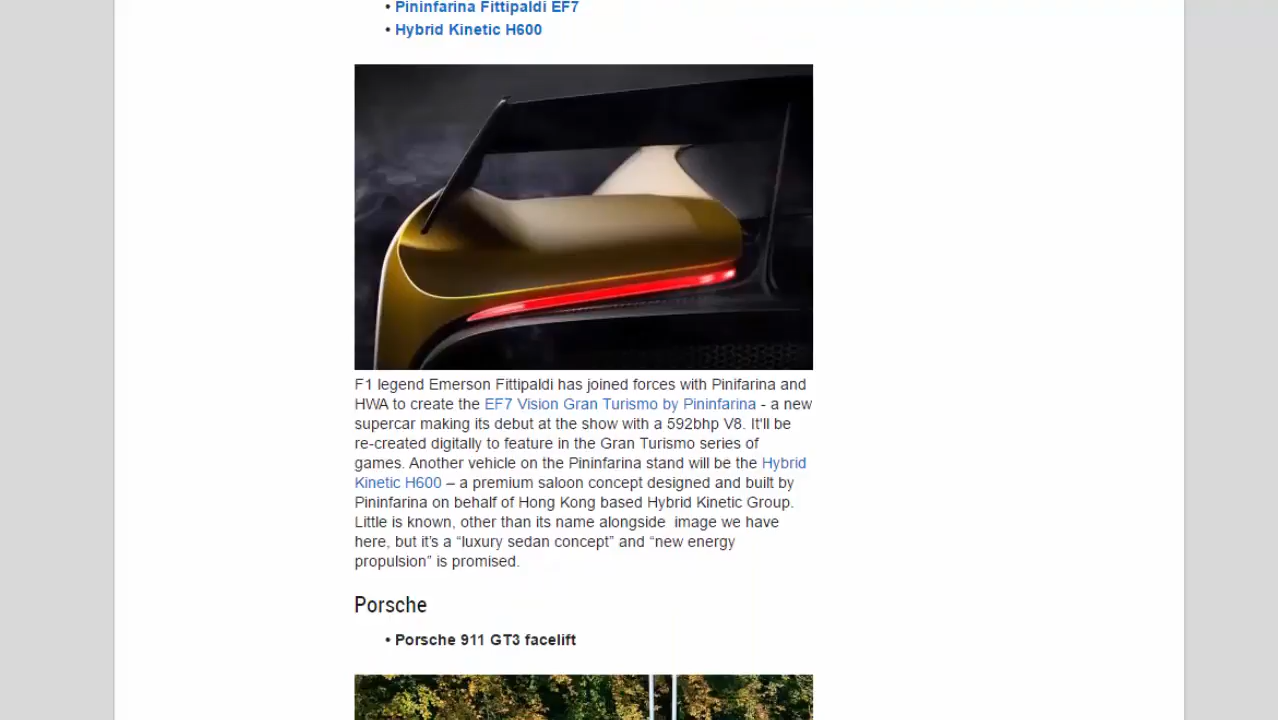 • Pininfarina Fittipaldi EF7
• Hybrid Kinetic H600
F1 legend Emerson Fittipaldi has joined forces with Pinifarina and
HWA to create the EF7 Vision Gran Turismo by Pininfarina - a new
supercar making its debut at the show with a 592bhp V8. It'll be
re-created digitally to feature in the Gran Turismo series of
games. Another vehicle on the Pininfarina stand will be the Hybrid
Kinetic H600 – a premium saloon concept designed and built by
Pininfarina on behalf of Hong Kong based Hybrid Kinetic Group.
Little is known, other than its name alongside  image we have
here, but it’s a “luxury sedan concept” and “new energy
propulsion” is promised.
Porsche
• Porsche 911 GT3 facelift